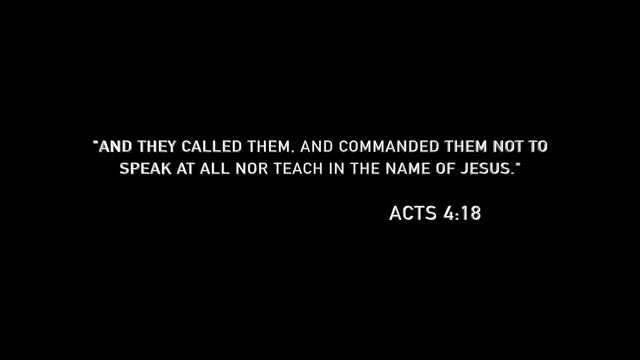 "AND THEY CALLED THEM, AND COMMANDED THEM NOT TO
SPEAK AT ALL NOR TEACH IN THE NAME OF JESUS."
ACTS 4:18